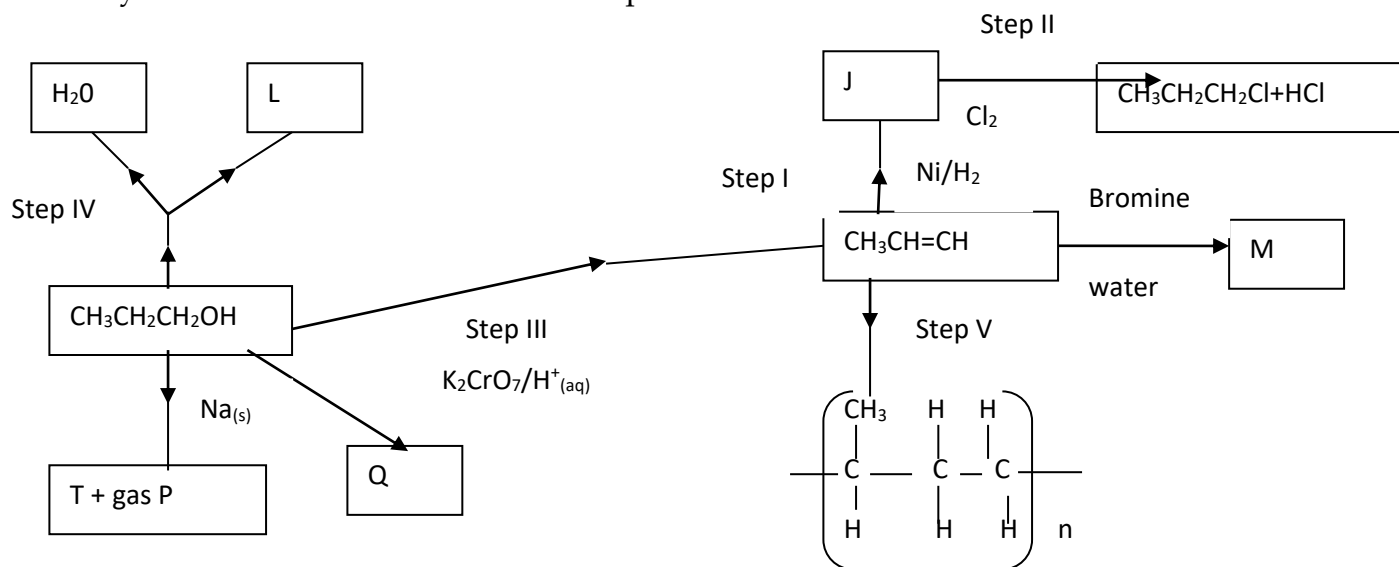 Step II
H₂0
L
J
CH₃CH₂CH₂Cl+HCl
Cl₂
Step I
Ni/H₂
Bromine
Step IV
CH₃CH=CH
M
water
CH₃CH₂CH₂OH
Step III
Step V
K₂CrO₇/H⁺(aq)
Na(s)
CH₃ H H
T + gas P
Q
C C C
H H H n